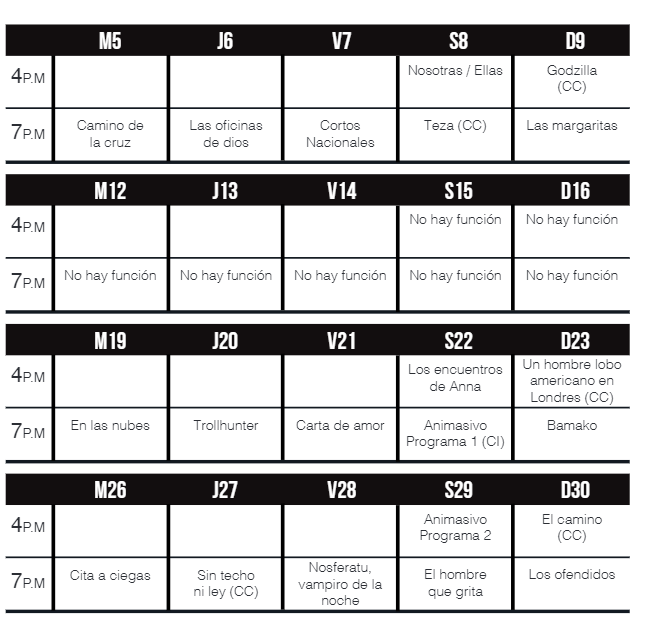 M5 J6 V7 S8 D9
4P.M Nosotras / Ellas Godzilla
(CC)
7P.M Camino de Las oficinas Cortos Teza (CC) Las margaritas
la cruz de dios Nacionales
M12 J13 V14 S15 D16
4P.M No hay función No hay función
7P.M No hay función No hay función No hay función No hay función No hay función
M19 J20 V21 S22 D23
4P.M Los encuentros Un hombre lobo
de Anna americano en
Londres (CC)
7P.M En las nubes Trollhunter Carta de amor Animasivo Bamako
Programa 1 (CI)
M26 J27 V28 S29 D30
4P.M Animasivo El camino
Programa 2 (CC)
7P.M Cita a ciegas Sin techo Nosferatu, El hombre Los ofendidos
ni ley (CC) vampiro de la que grita
noche